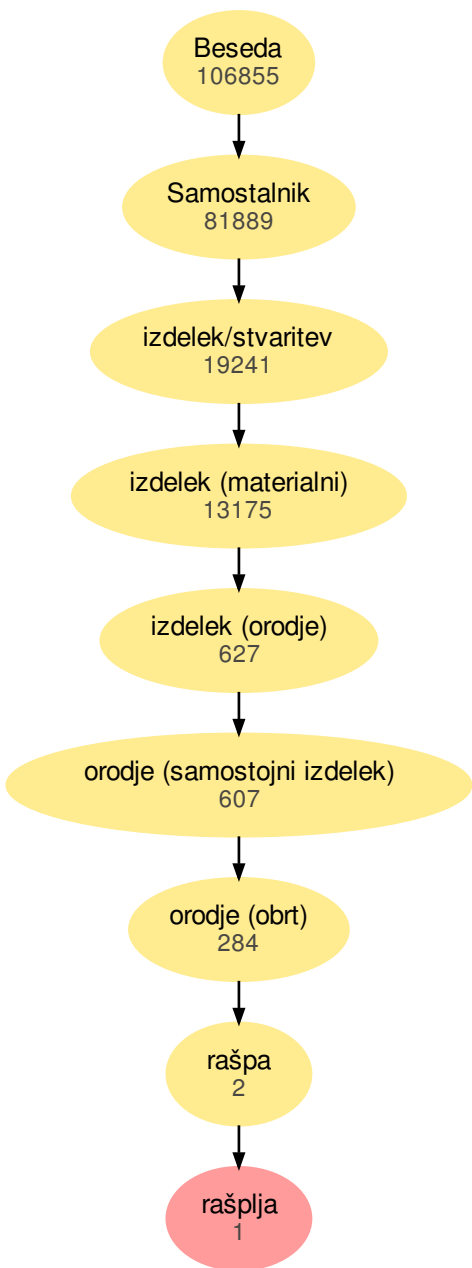 Beseda
106855
Samostalnik
81889
izdelek/stvaritev
19241
izdelek (materialni)
13175
izdelek (orodje)
627
orodje (samostojni izdelek)
607
orodje (obrt)
284
rašpa
2
rašplja
1